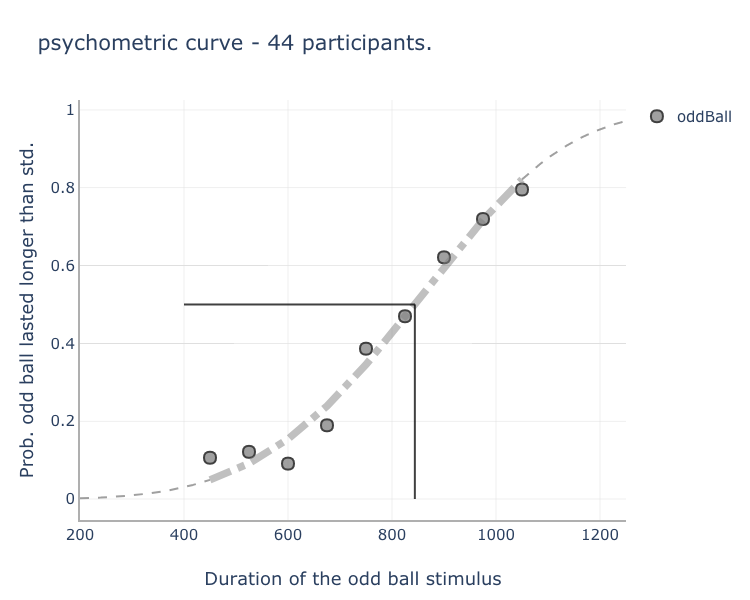 psychometric curve - 44 participants.
oddBall
Prob. odd ball lasted longer than std.
1
0.8
0.6
0.4
0.2
0
200 400 600 800 1000 1200
Duration of the odd ball stimulus